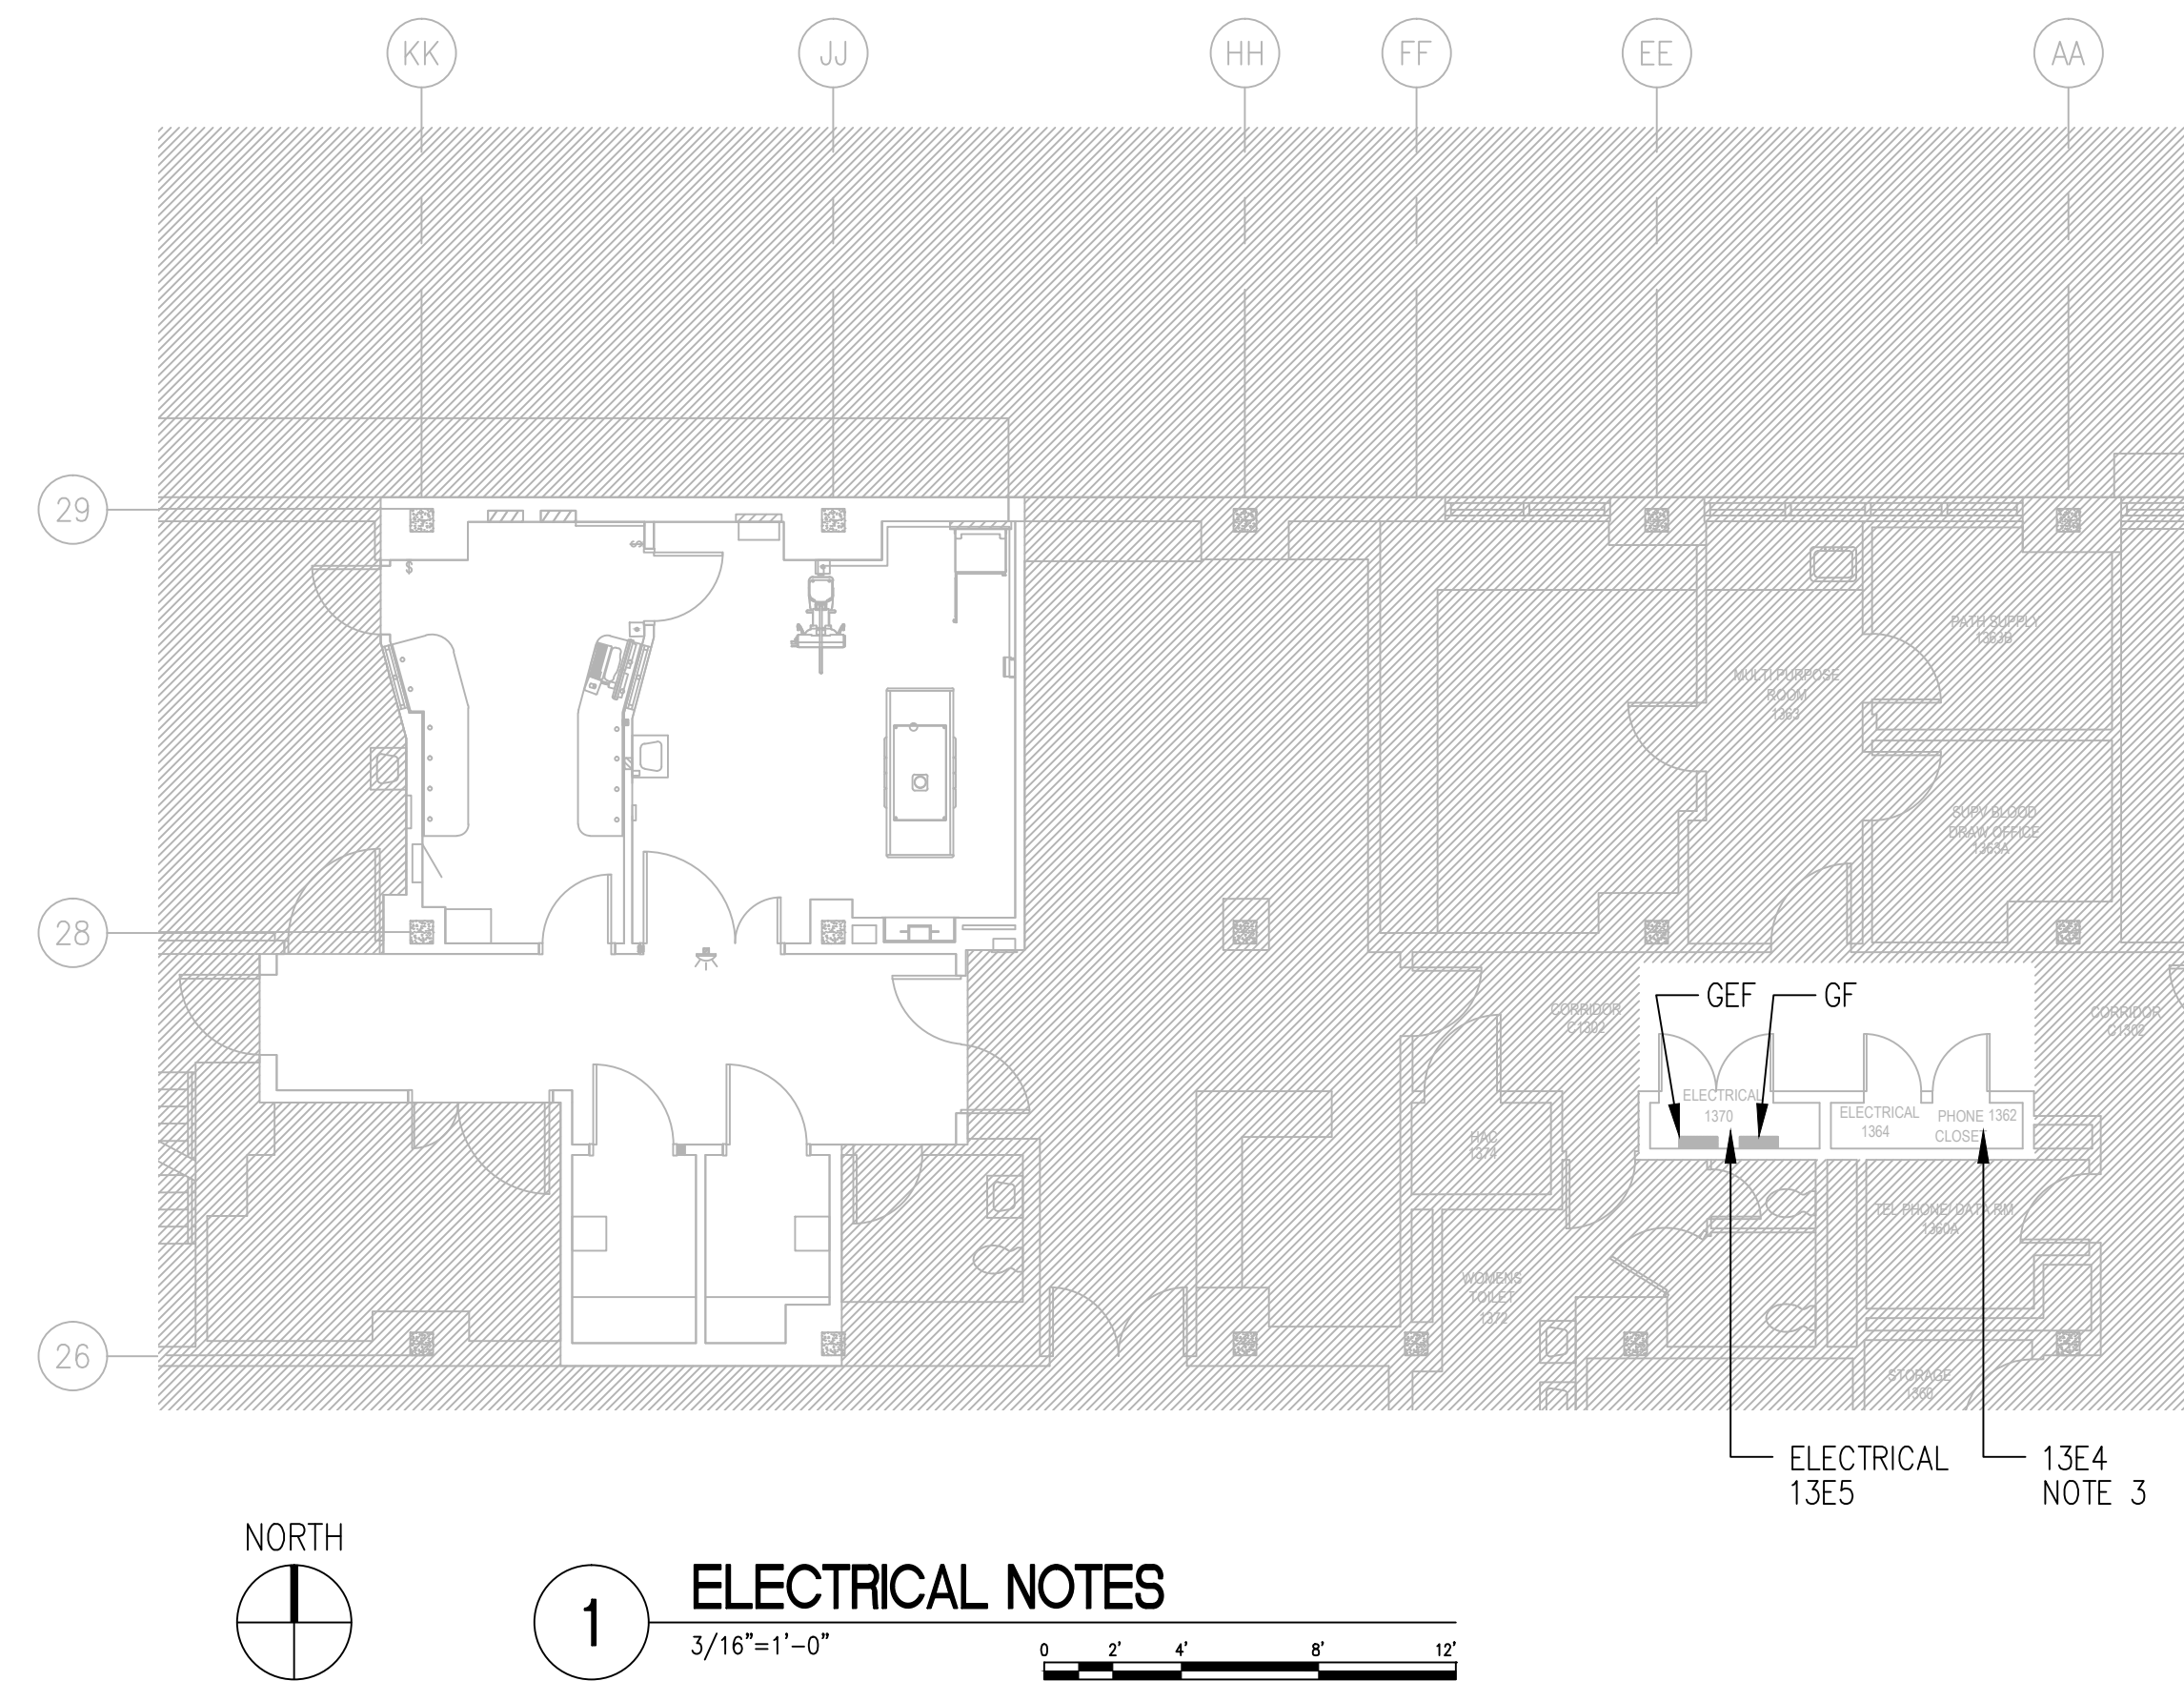 KK JJ HH FF EE AA
29
$
$
PATH SUPPLY
1363B
MULTI PURPOSE
ROOM
1363
SUPV BLOOD
DRAW OFFICE
1363A
28
GEF
GF
CORRIDOR
C1302
CORRIDOR
C1302
ELECTRICAL
1370
ELECTRICAL
1364
PHONE 1362
CLOSET
HAC
1374
TEL PHONE/ DATA RM
1360A
WOMENS
TOILET
1372
26
STORAGE
1360
ELECTRICAL
13E5
13E4
NOTE 3
NORTH
1
ELECTRICAL NOTES
3/16"=1'-0"
0 2' 4' 8' 12'